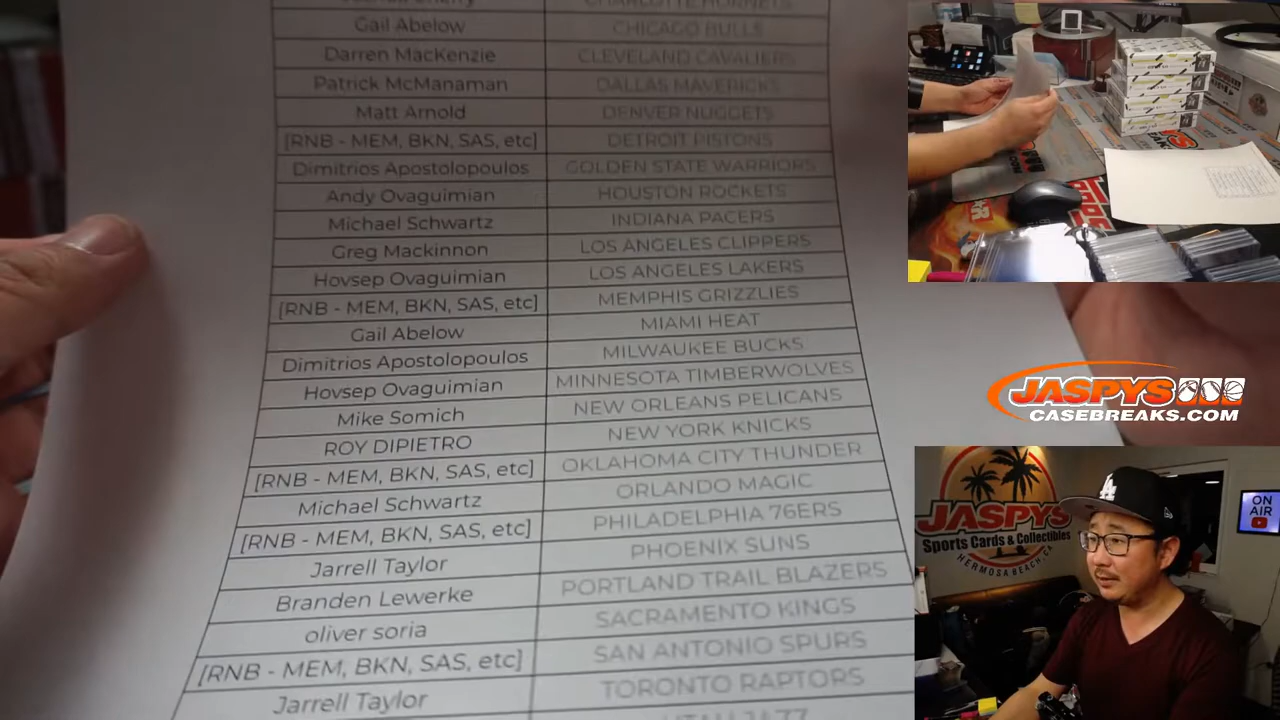 Gail Abelow CHICAGO BULLS
Darren MacKenzie CLEVELAND CAVALIERS
Patrick McManaman DALLAS MAVERICKS
Matt Arnold DENVER NUGGETS
[RNB - MEM, BKN, SAS, etc] DETROIT PISTONS
Dimitrios Apostolopoulos GOLDEN STATE WARRIORS
Andy Ovaguimian HOUSTON ROCKETS
Michael Schwartz INDIANA PACERS
Greg Mackinnon LOS ANGELES CLIPPERS
Hovsep Ovaguimian LOS ANGELES LAKERS
[RNB - MEM, BKN, SAS, etc] MEMPHIS GRIZZLIES
Gail Abelow MIAMI HEAT
Dimitrios Apostolopoulos MILWAUKEE BUCKS
Hovsep Ovaguimian MINNESOTA TIMBERWOLVES
Mike Somich NEW ORLEANS PELICANS
ROY DIPIETRO NEW YORK KNICKS
[RNB - MEM, BKN, SAS, etc] OKLAHOMA CITY THUNDER
Michael Schwartz ORLANDO MAGIC
[RNB - MEM, BKN, SAS, etc] PHILADELPHIA 76ERS
Jarrell Taylor PHOENIX SUNS
Branden Lewerke PORTLAND TRAIL BLAZERS
oliver soria SACRAMENTO KINGS
[RNB - MEM, BKN, SAS, etc] SAN ANTONIO SPURS
Jarrell Taylor TORONTO RAPTORS
JASPYS
CASEBREAKS.COM
JASPYS
Sports Cards & Collectibles
HERMOSA BEACH, CA
LA
ON
AIR